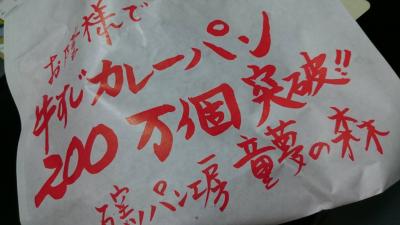 お陰様で
牛すじカレーパン
200万個突破!!
石窯パン工房 童夢の森